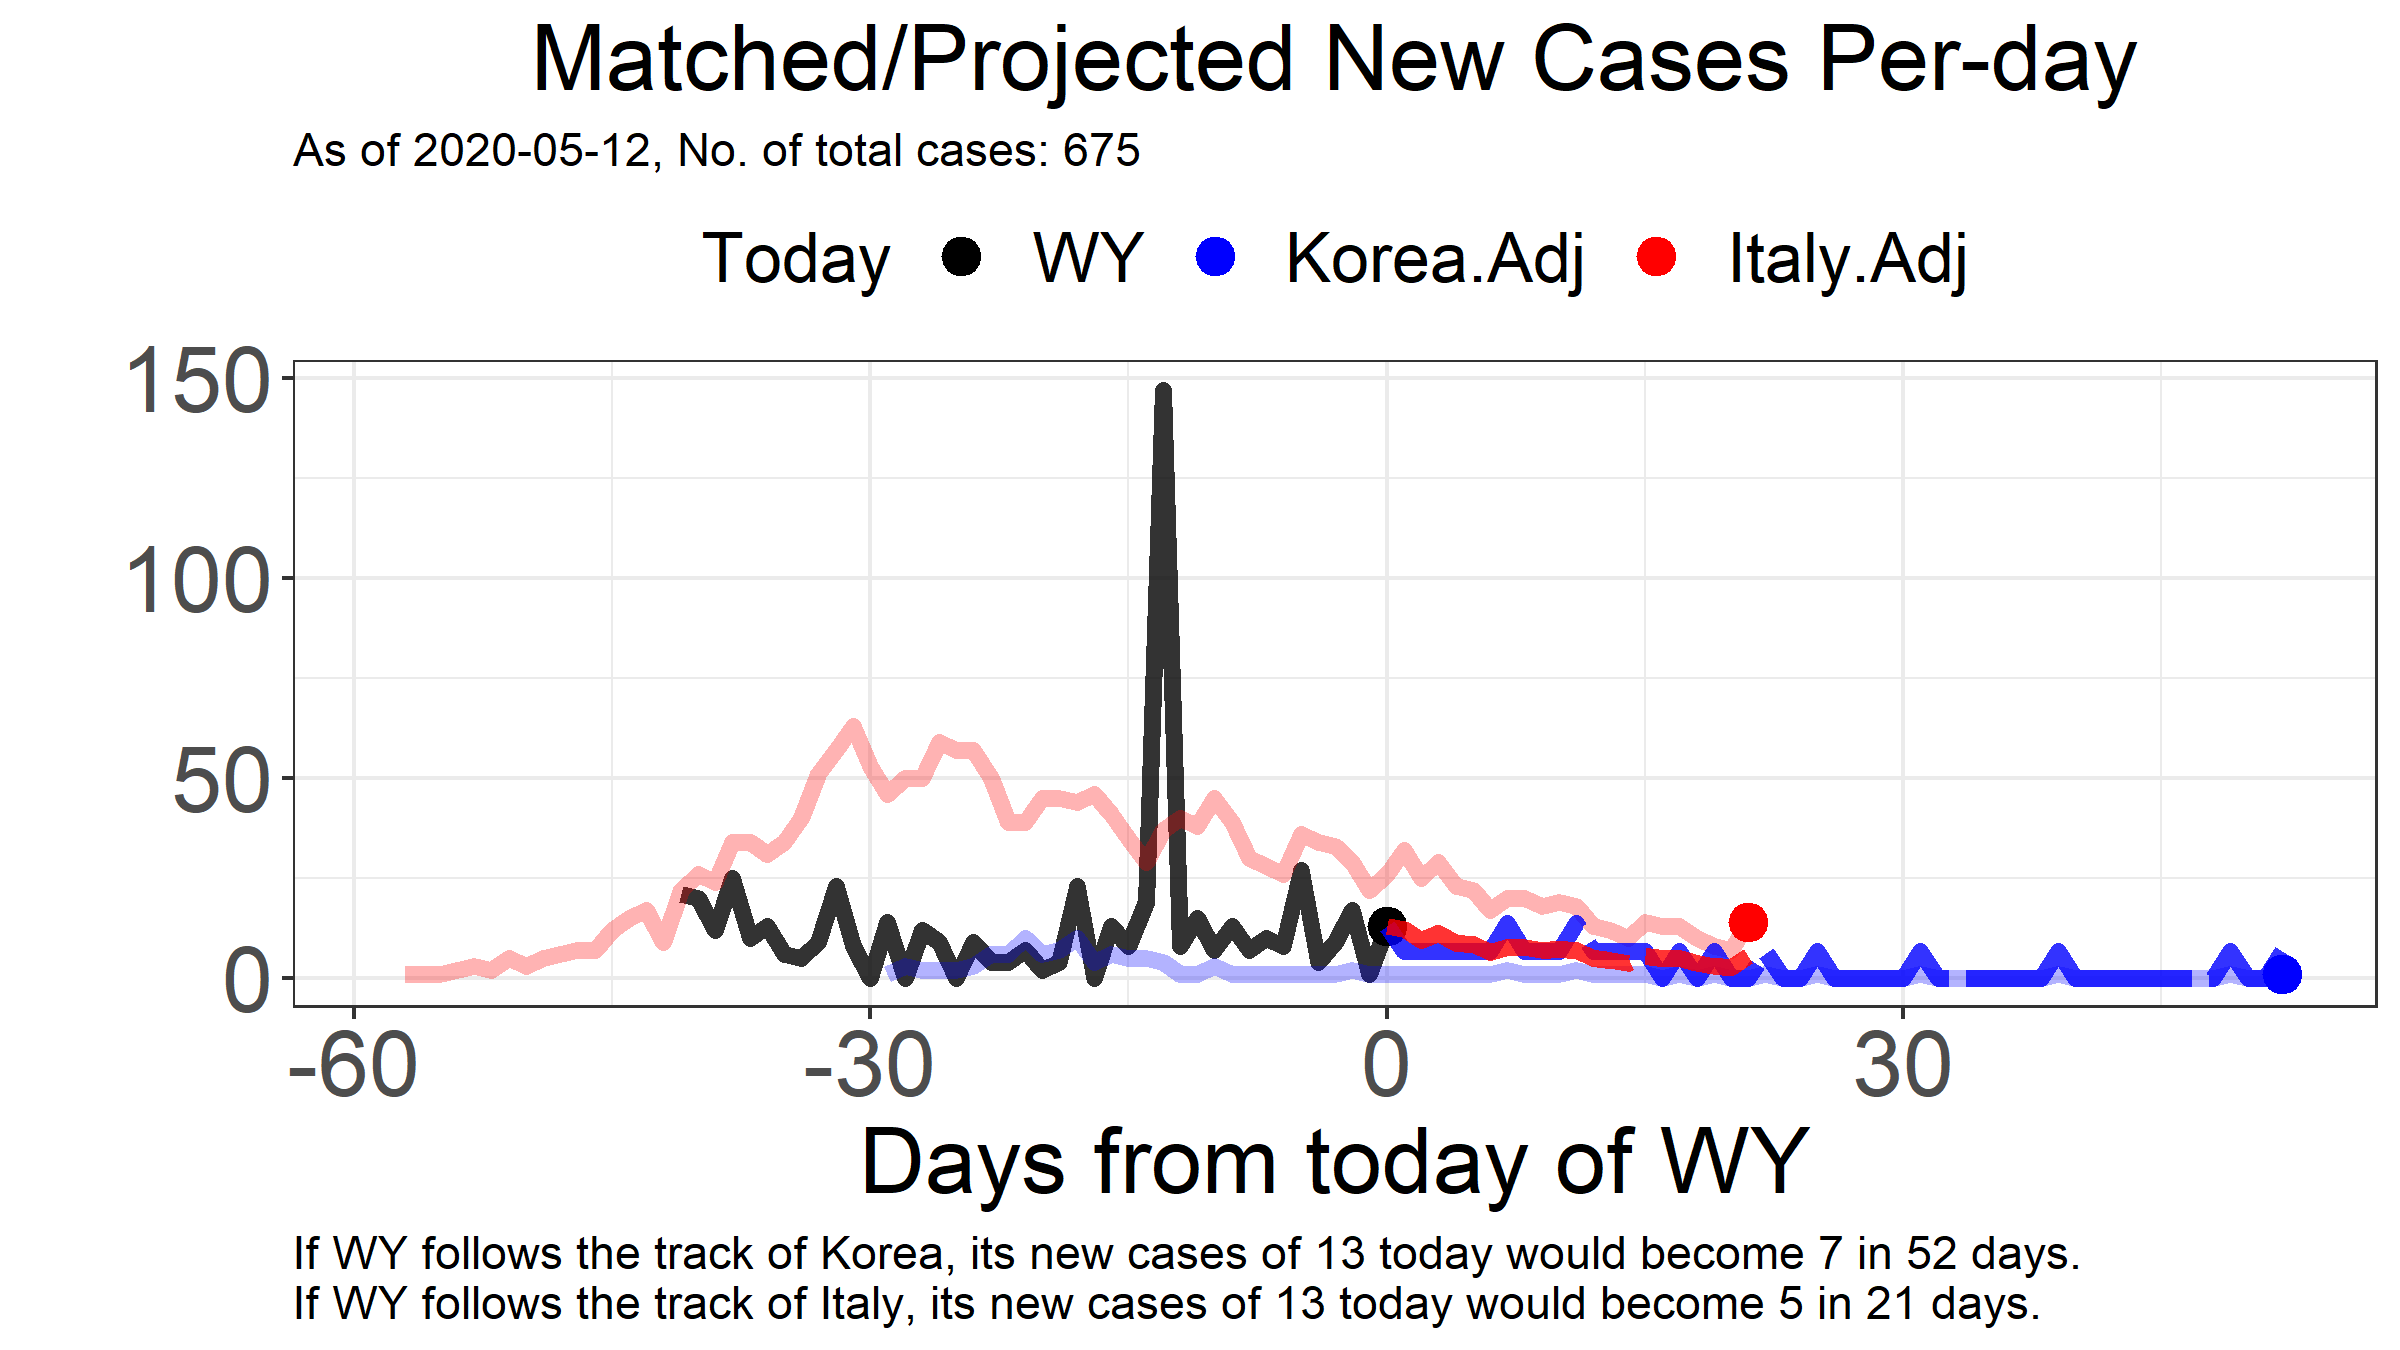 Matched/Projected New Cases Per-day
As of 2020-05-12, No. of total cases: 675
Today WY Korea.Adj Italy.Adj
150
100
50
0
-60 -30 0 30
Days from today of WY
If WY follows the track of Korea, its new cases of 13 today would become 7 in 52 days.
If WY follows the track of Italy, its new cases of 13 today would become 5 in 21 days.